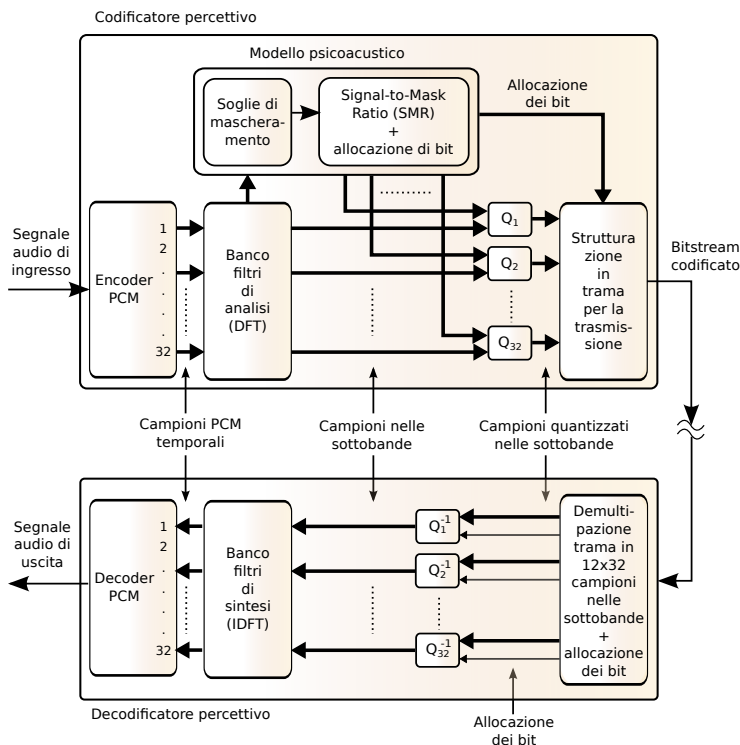 Codificatore percettivo
Modello psicoacustico
Soglie di
maschera-
mento
Signal-to-Mask
Ratio (SMR)
+
allocazione di bit
Allocazione
dei bit
Segnale
audio di
ingresso
Encoder
PCM
1
2
.
.
.
.
32
Banco
filtri
di
analisi
(DFT)
Q1
Q2
Q32
Struttura
zione
in
trama
per la
trasmis-
sione
Bitstream
codificato
Campioni PCM
temporali
Campioni nelle
sottobande
Campioni quantizzati
nelle sottobande
Segnale
audio di
uscita
Decoder
PCM
1
2
.
.
.
.
32
Banco
filtri
di
sintesi
(IDFT)
Q1-1
Q2-1
Q32-1
Demulti-
pazione
trama in
12x32
campioni
nelle
sottobande
+
allocazione
dei bit
Decodificatore percettivo
Allocazione
dei bit